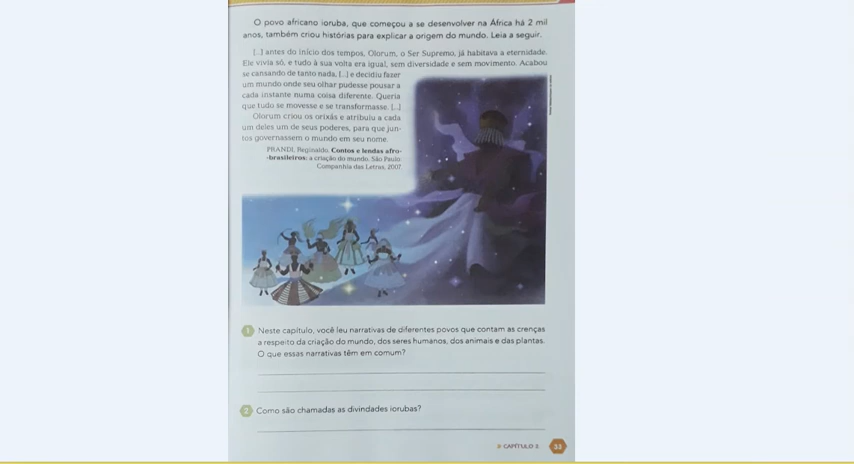 O povo africano ioruba, que começou a se desenvolver na África há 2 mil
anos, também criou histórias para explicar a origem do mundo. Leia a seguir.
[...] antes do início dos tempos, Olorum, o Ser Supremo, já habitava a eternidade.
Ele vivia só, e tudo à sua volta era igual, sem diversidade e sem movimento. Acabou
se cansando de tanto nada, [...] e decidiu fazer
um mundo onde seu olhar pudesse pousar a
cada instante numa coisa diferente. Queria
que tudo se movesse e se transformasse. [...]
Olorum criou os orixás e atribuiu a cada
um deles um de seus poderes, para que jun-
tos governassem o mundo em seu nome.
PRANDI, Reginaldo. Contos e lendas afro-
-brasileiros: a criação do mundo. São Paulo:
Companhia das Letras, 2007
1 Neste capítulo, você leu narrativas de diferentes povos que contam as crenças
a respeito da criação do mundo, dos seres humanos, dos animais e das plantas.
O que essas narrativas têm em comum?
2 Como são chamadas as divindades iorubas?
CAPÍTULO 2
33